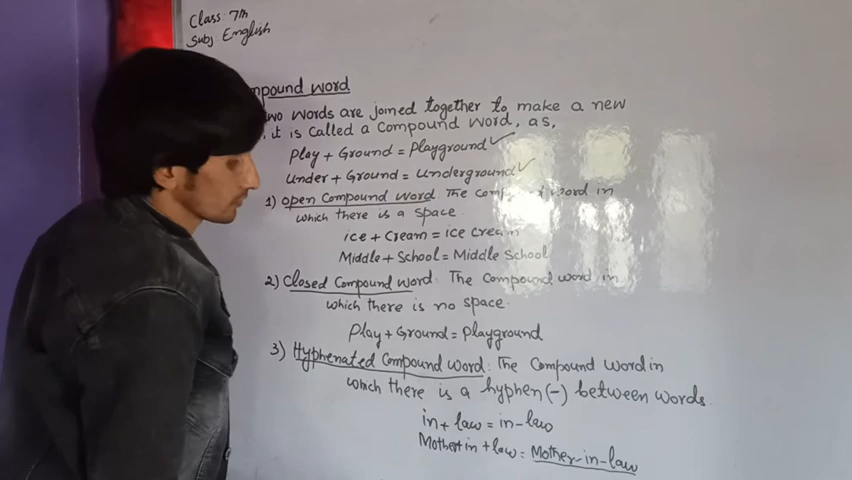 Class: 7th
Subj: English
mpound word
wo words are joined together to make a new
, it is called a compound word, as,
Play + Ground = Playground ✓
Under + Ground = Underground ✓
1) Open Compound word. The comp word in
which there is a space.
ice + cream = ice cream
Middle + School = Middle School
2) Closed Compound word: The compound word in
which there is no space.
Play + Ground = Playground
3) Hyphenated Compound word: The Compound word in
which there is a hyphen (-) between words.
in + law = in-law
Mother + in + law = Mother-in-law